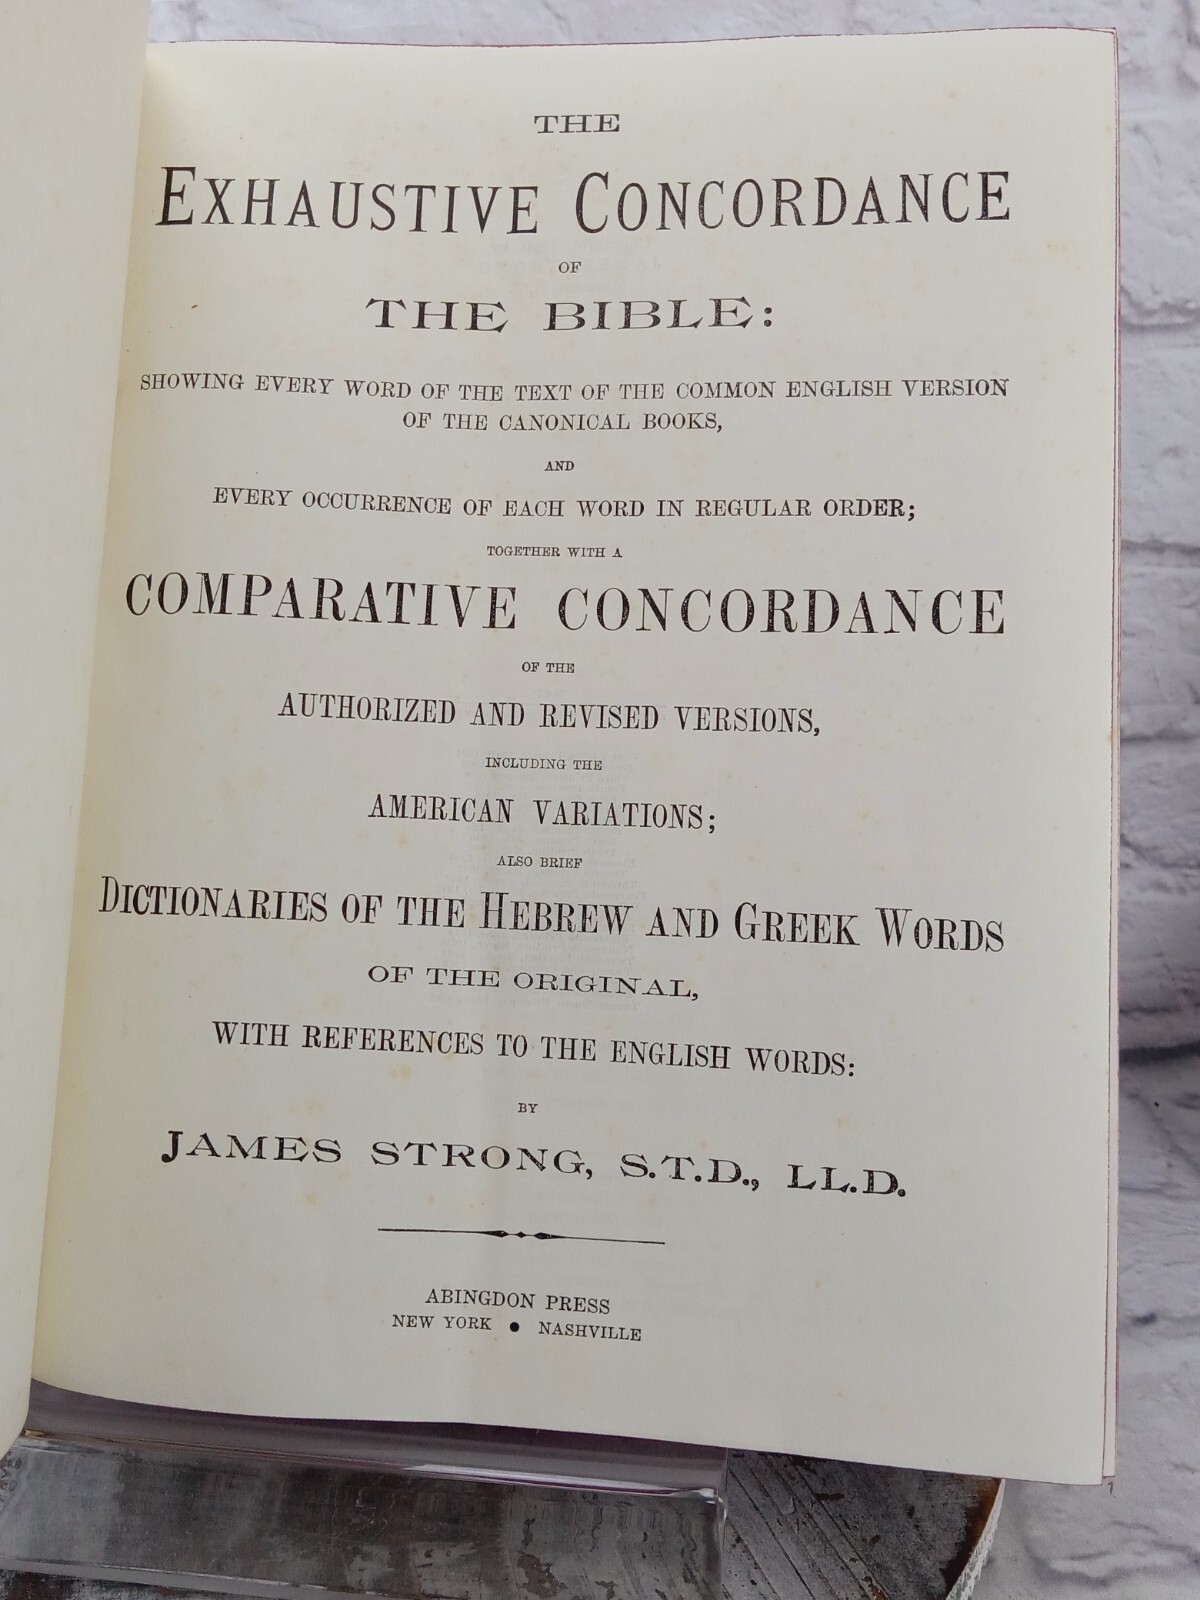 THE
EXHAUSTIVE CONCORDANCE
OF
THE BIBLE:
SHOWING EVERY WORD OF THE TEXT OF THE COMMON ENGLISH VERSION
OF THE CANONICAL BOOKS,
AND
EVERY OCCURRENCE OF EACH WORD IN REGULAR ORDER;
TOGETHER WITH A
COMPARATIVE CONCORDANCE
OF THE
AUTHORIZED AND REVISED VERSIONS,
INCLUDING THE
AMERICAN VARIATIONS;
ALSO BRIEF
DICTIONARIES OF THE HEBREW AND GREEK WORDS
OF THE ORIGINAL,
WITH REFERENCES TO THE ENGLISH WORDS:
BY
JAMES STRONG, S.T.D., LL.D.
ABINGDON PRESS
NEW YORK • NASHVILLE